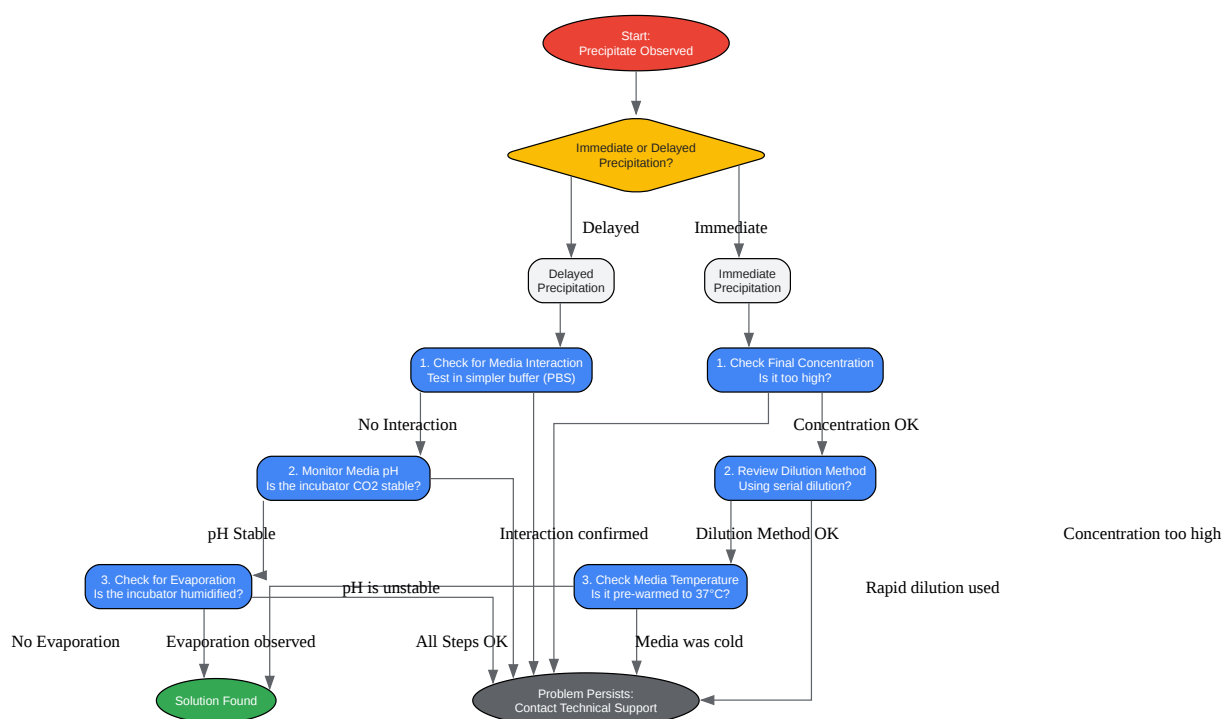 Start:
Precipitate Observed
Immediate or Delayed
Precipitation?
Delayed
Immediate
Delayed
Precipitation
Immediate
Precipitation
1. Check for Media Interaction
Test in simpler buffer (PBS)
1. Check Final Concentration
Is it too high?
No Interaction
Concentration OK
2. Monitor Media pH
Is the incubator CO2 stable?
2. Review Dilution Method
Using serial dilution?
pH Stable
Interaction confirmed
Dilution Method OK
Concentration too high
3. Check for Evaporation
Is the incubator humidified?
pH is unstable
3. Check Media Temperature
Is it pre-warmed to 37°C?
Rapid dilution used
No Evaporation
Evaporation observed
All Steps OK
Media was cold
Solution Found
Problem Persists:
Contact Technical Support